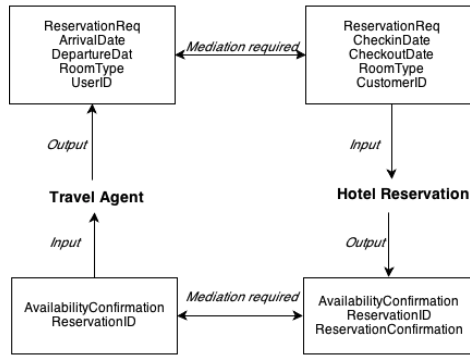 ReservationReq
ArrivalDate
DepartureDat
RoomType
UserID
Mediation required
ReservationReq
CheckinDate
CheckoutDate
RoomType
CustomerID
Output
Input
Travel Agent
Hotel Reservation
Input
Output
AvailabilityConfirmation
ReservationID
Mediation required
AvailabilityConfirmation
ReservationID
ReservationConfirmation